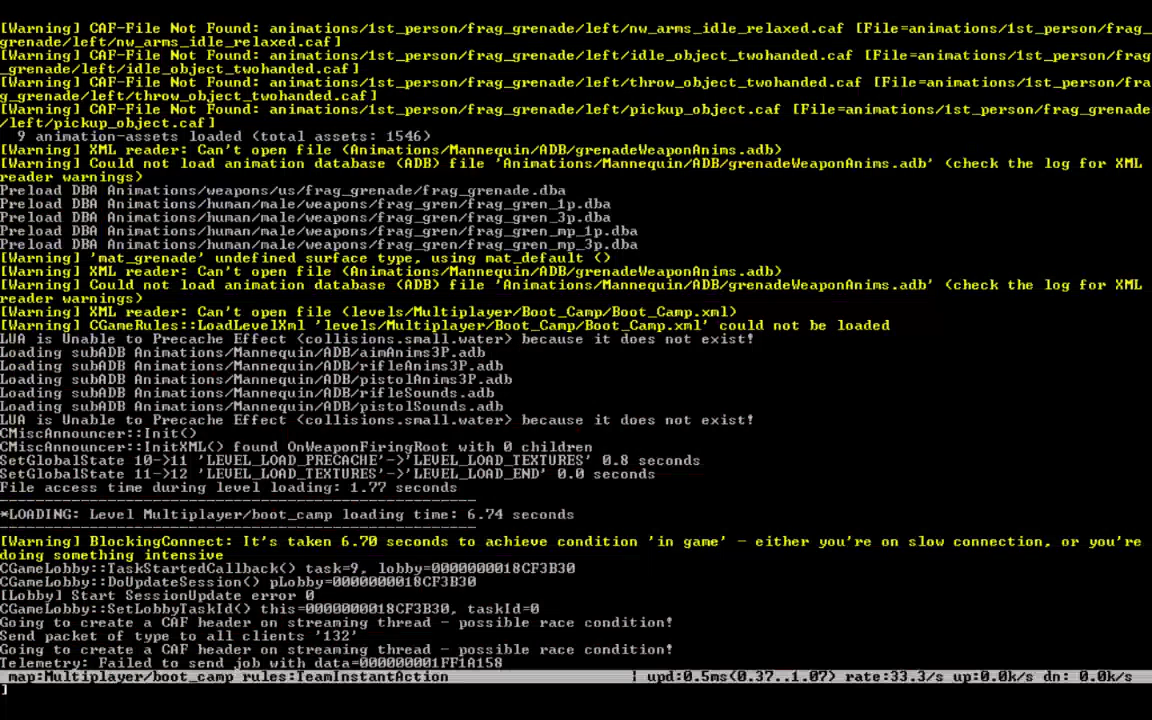 [Warning] CAF-File Not Found: animations/1st_person/frag_grenade/left/nw_arms_idle_relaxed.caf [File=animations/1st_person/frag_
grenade/left/nw_arms_idle_relaxed.caf]
[Warning] CAF-File Not Found: animations/1st_person/frag_grenade/left/idle_object_twohanded.caf [File=animations/1st_person/frag
_grenade/left/idle_object_twohanded.caf]
[Warning] CAF-File Not Found: animations/1st_person/frag_grenade/left/throw_object_twohanded.caf [File=animations/1st_person/fra
g_grenade/left/throw_object_twohanded.caf]
[Warning] CAF-File Not Found: animations/1st_person/frag_grenade/left/pickup_object.caf [File=animations/1st_person/frag_grenade
/left/pickup_object.caf]
9 animation-assets loaded (total assets: 1546)
[Warning] XML reader: Can't open file (Animations/Mannequin/ADB/grenadeWeaponAnims.adb)
[Warning] Could not load animation database (ADB) file 'Animations/Mannequin/ADB/grenadeWeaponAnims.adb' (check the log for XML
reader warnings)
Preload DBA Animations/weapons/us/frag_grenade/frag_grenade.dba
Preload DBA Animations/human/male/weapons/frag_gren/frag_gren_1p.dba
Preload DBA Animations/human/male/weapons/frag_gren/frag_gren_3p.dba
Preload DBA Animations/human/male/weapons/frag_gren/frag_gren_mp_1p.dba
Preload DBA Animations/human/male/weapons/frag_gren/frag_gren_mp_3p.dba
[Warning] 'mat_grenade' undefined surface type, using mat_default ()
[Warning] XML reader: Can't open file (Animations/Mannequin/ADB/grenadeWeaponAnims.adb)
[Warning] Could not load animation database (ADB) file 'Animations/Mannequin/ADB/grenadeWeaponAnims.adb' (check the log for XML
reader warnings)
[Warning] XML reader: Can't open file (levels/Multiplayer/Boot_Camp/Boot_Camp.xml)
[Warning] CGameRules::LoadLevelXml 'levels/Multiplayer/Boot_Camp/Boot_Camp.xml' could not be loaded
LUA is Unable to Precache Effect (collisions.small.water) because it does not exist!
Loading subADB Animations/Mannequin/ADB/aimAnims3P.adb
Loading subADB Animations/Mannequin/ADB/rifleAnims3P.adb
Loading subADB Animations/Mannequin/ADB/pistolAnims3P.adb
Loading subADB Animations/Mannequin/ADB/rifleSounds.adb
Loading subADB Animations/Mannequin/ADB/pistolSounds.adb
LUA is Unable to Precache Effect (collisions.small.water) because it does not exist!
CMiscAnnouncer::Init()
CMiscAnnouncer::InitXML() found OnWeaponFiringRoot with 0 children
SetGlobalState 10->11 'LEVEL_LOAD_PRECACHE'->'LEVEL_LOAD_TEXTURES' 0.8 seconds
SetGlobalState 11->12 'LEVEL_LOAD_TEXTURES'->'LEVEL_LOAD_END' 0.0 seconds
File access time during level loading: 1.77 seconds
-----------------------------------------------------
*LOADING: Level Multiplayer/boot_camp loading time: 6.74 seconds
-----------------------------------------------------
[Warning] BlockingConnect: It's taken 6.70 seconds to achieve condition 'in game' - either you're on slow connection, or you're
doing something intensive
CGameLobby::TaskStartedCallback() task=9, lobby=0000000018CF3B30
CGameLobby::DoUpdateSession() pLobby=0000000018CF3B30
[Lobby] Start SessionUpdate error 0
CGameLobby::SetLobbyTaskId() this=0000000018CF3B30, taskId=0
Going to create a CAF header on streaming thread - possible race condition!
Send packet of type to all clients '132'
Going to create a CAF header on streaming thread - possible race condition!
Telemetry: Failed to send job with data=000000001FF1A158
map:Multiplayer/boot_camp rules:TeamInstantAction | upd:0.5ms(0.37..1.07) rate:33.3/s up:0.0k/s dn: 0.0k/s
]